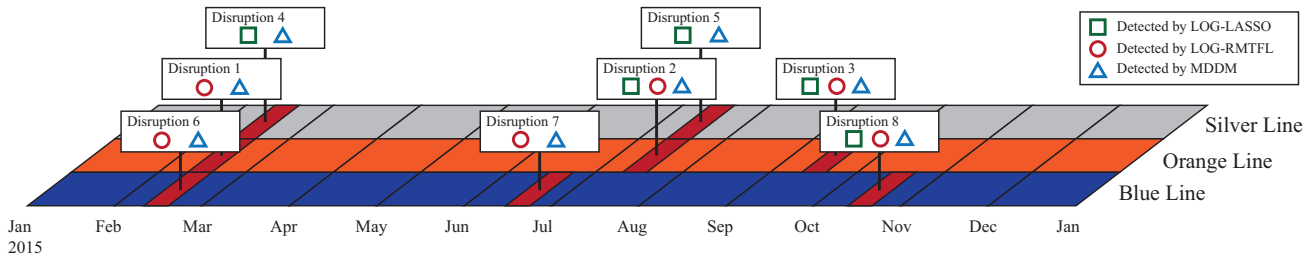 Disruption 4
Disruption 5
Detected by LOG-LASSO
Detected by LOG-RMTFL
Detected by MDDM
Disruption 1
Disruption 2
Disruption 3
Disruption 6
Disruption 7
Disruption 8
Silver Line
Orange Line
Blue Line
Jan Feb Mar Apr May Jun Jul Aug Sep Oct Nov Dec Jan
2015